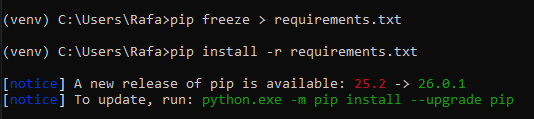 (venv) C:\Users\Rafa>pip freeze > requirements.txt
(venv) C:\Users\Rafa>pip install -r requirements.txt
[notice] A new release of pip is available: 25.2 -> 26.0.1
[notice] To update, run: python.exe -m pip install --upgrade pip